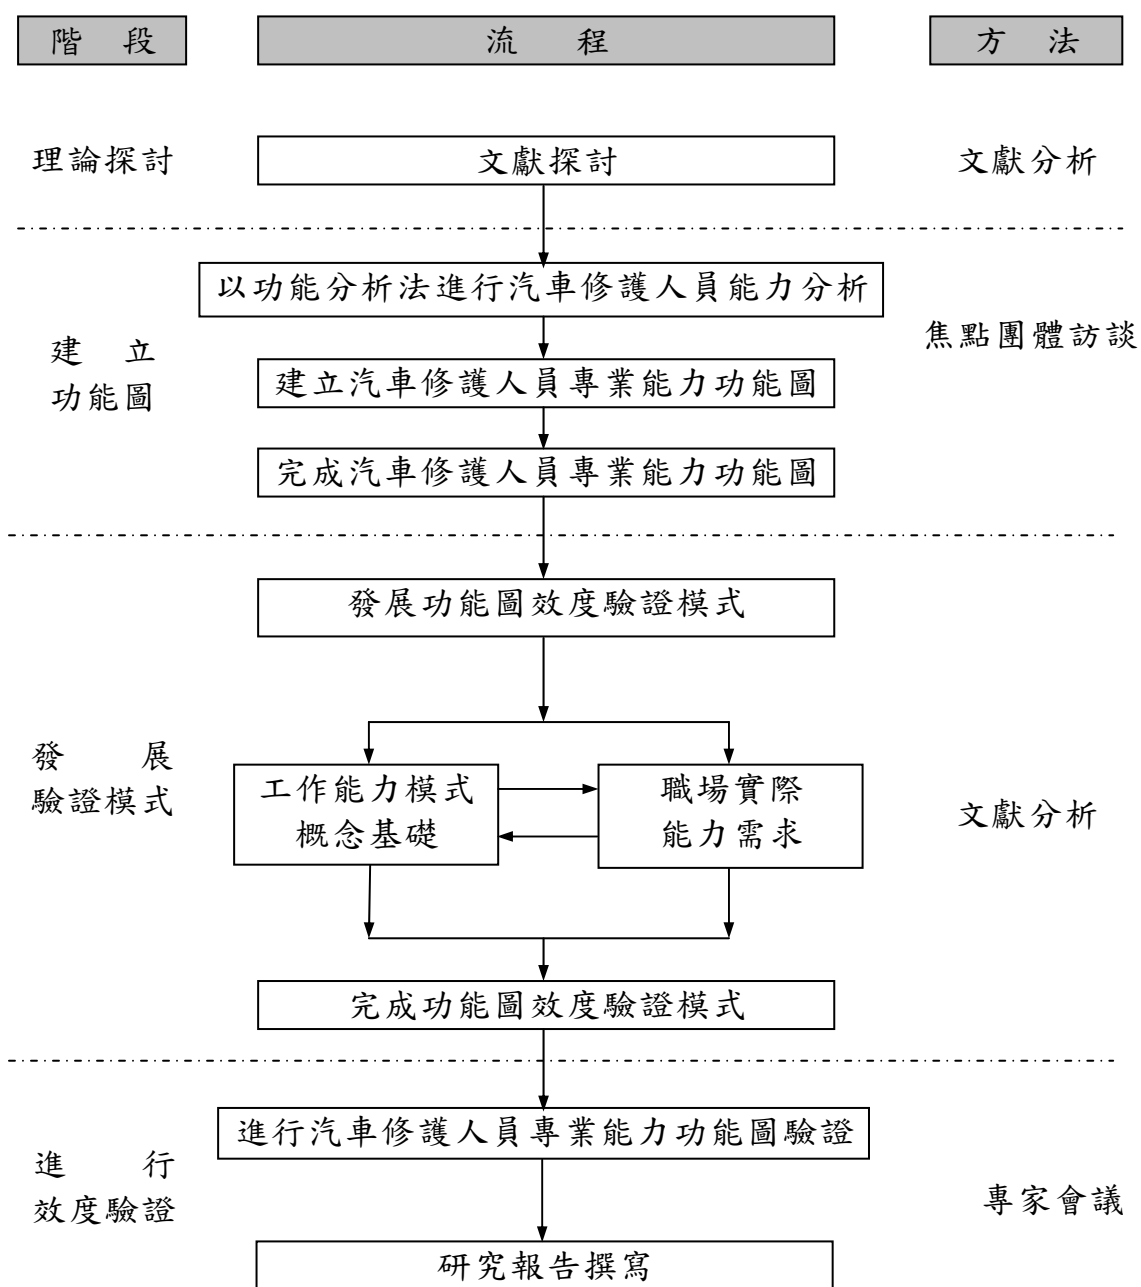 階 段
流 程
方 法
理論探討
文獻探討
文獻分析
以功能分析法進行汽車修護人員能力分析
建 立
功能圖
焦點團體訪談
建立汽車修護人員專業能力功能圖
完成汽車修護人員專業能力功能圖
發展功能圖效度驗證模式
發 展
驗證模式
工作能力模式
概念基礎
職場實際
能力需求
文獻分析
完成功能圖效度驗證模式
進行汽車修護人員專業能力功能圖驗證
進 行
效度驗證
專家會議
研究報告撰寫